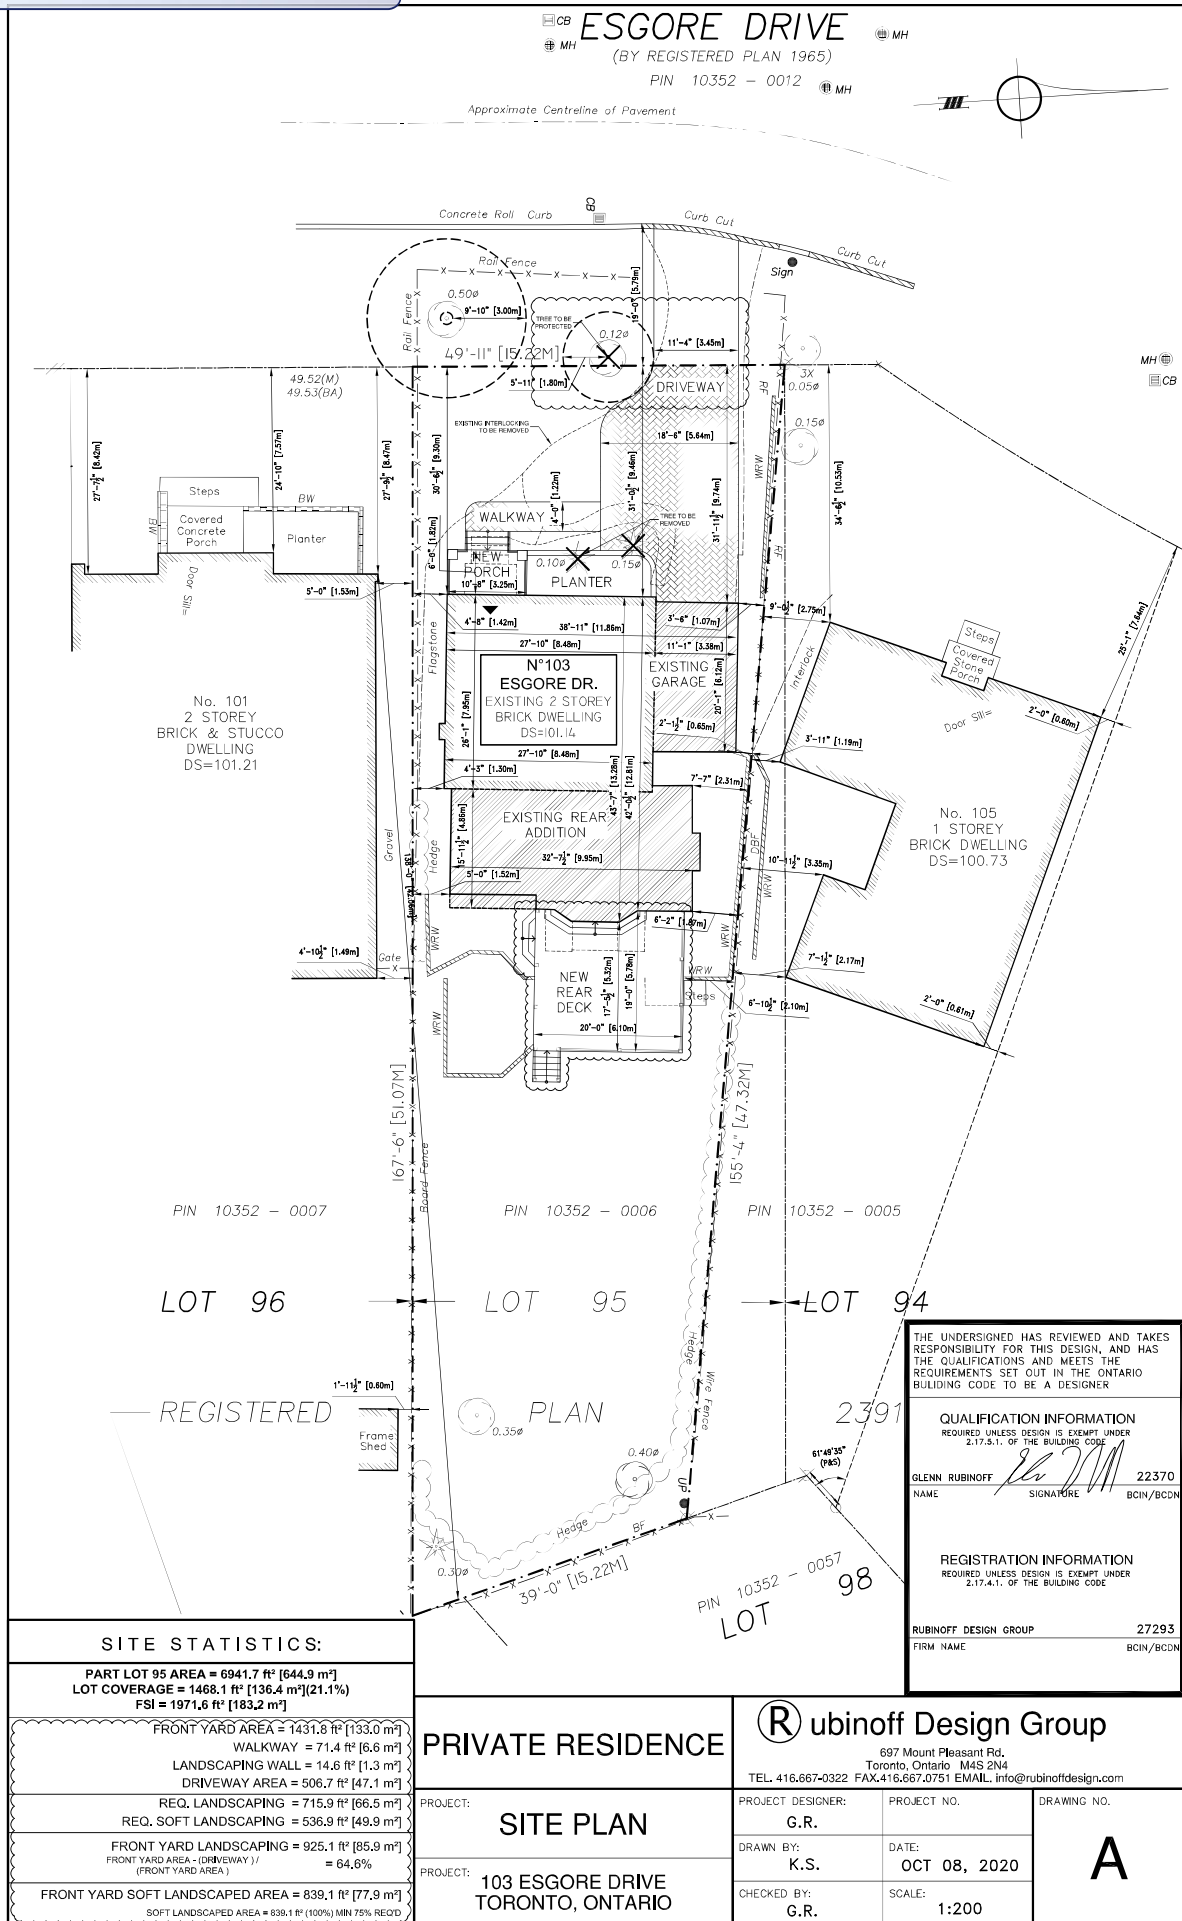 CB
ESGORE DRIVE
MH
MH
(BY REGISTERED PLAN 1965)
PIN 10352 - 0012
MH
Approximate Centreline of Pavement
CB
Concrete Roll Curb
Curb Cut
Curb Cut
Sign
Rail Fence
Rail Fence
0.50ø
9'-10" [3.00m]
19'-0" [5.79m]
TREE TO BE
PROTECTED
0.12ø
11'-4" [3.45m]
49'-11" [15.22M]
5'-11" [1.80m]
3X
0.05ø
MH
CB
49.52(M)
49.53(BA)
DRIVEWAY
RF
EXISTING INTERLOCKING
TO BE REMOVED
18'-6" [5.64m]
0.15ø
27'-7½" [8.42m]
24'-10" [7.57m]
27'-9½" [8.47m]
30'-6½" [9.30m]
31'-0½" [9.46m]
31'-11½" [9.74m]
34'-6½" [10.53m]
WRW
Steps
BW
BW
Covered
Concrete
Porch
Planter
WALKWAY
4'-0" [1.22m]
TREE TO BE
REMOVED
6'-0" [1.82m]
NEW
PORCH
0.10ø
0.15ø
PLANTER
RF
10'-8" [3.25m]
Door Sill=
5'-0" [1.53m]
4'-8" [1.42m]
38'-11" [11.86m]
3'-6" [1.07m]
9'-0½" [2.75m]
25'-1" [7.64m]
27'-10" [8.48m]
11'-1" [3.38m]
Flagstone
Interlock
Steps
Covered
Stone
Porch
N°103
ESGORE DR.
EXISTING 2 STOREY
BRICK DWELLING
DS=101.14
EXISTING
GARAGE
20'-1" [6.12m]
No. 101
2 STOREY
BRICK & STUCCO
DWELLING
DS=101.21
Door Sill=
2'-0" [0.60m]
26'-1" [7.95m]
2'-1½" [0.65m]
3'-11" [1.19m]
27'-10" [8.48m]
4'-3" [1.30m]
43'-7" [13.28m]
42'-0½" [12.81m]
7'-7" [2.31m]
EXISTING REAR
ADDITION
15'-11½" [4.86m]
No. 105
1 STOREY
BRICK DWELLING
DS=100.73
Gravel
Hedge
DBF
32'-7½" [9.95m]
10'-11½" [3.35m]
5'-0" [1.52m]
WRW
6'-2" [1.87m]
WRW
WRW
4'-10½" [1.49m]
Gate
NEW
REAR
DECK
17'-5½" [5.32m]
19'-0" [5.78m]
WRW
Steps
7'-1½" [2.17m]
6'-10½" [2.10m]
2'-0" [0.61m]
WRW
20'-0" [6.10m]
167'-6" [51.07M]
155'-4" [47.32M]
Board Fence
PIN 10352 - 0007
PIN 10352 - 0006
PIN 10352 - 0005
LOT 96
LOT 95
LOT 94
Hedge
Wire Fence
1'-11½" [0.60m]
REGISTERED
PLAN
2391
Frame
Shed
0.35ø
0.40ø
61°49'35"
(P&S)
UP
Hedge
BF
0.30ø
39'-0" [15.22M]
PIN 10352 - 0057
LOT 98
THE UNDERSIGNED HAS REVIEWED AND TAKES
RESPONSIBILITY FOR THIS DESIGN, AND HAS
THE QUALIFICATIONS AND MEETS THE
REQUIREMENTS SET OUT IN THE ONTARIO
BULIDING CODE TO BE A DESIGNER
QUALIFICATION INFORMATION
REQUIRED UNLESS DESIGN IS EXEMPT UNDER
2.17.5.1. OF THE BUILDING CODE
GLENN RUBINOFF 22370
NAME SIGNATURE BCIN/BCDN
REGISTRATION INFORMATION
REQUIRED UNLESS DESIGN IS EXEMPT UNDER
2.17.4.1. OF THE BUILDING CODE
RUBINOFF DESIGN GROUP 27293
FIRM NAME BCIN/BCDN
SITE STATISTICS:
PART LOT 95 AREA = 6941.7 ft² [644.9 m²]
LOT COVERAGE = 1468.1 ft² [136.4 m²](21.1%)
FSI = 1971.6 ft² [183.2 m²]
FRONT YARD AREA = 1431.8 ft² [133.0 m²]
WALKWAY = 71.4 ft² [6.6 m²]
LANDSCAPING WALL = 14.6 ft² [1.3 m²]
DRIVEWAY AREA = 506.7 ft² [47.1 m²]
REQ. LANDSCAPING = 715.9 ft² [66.5 m²]
REQ. SOFT LANDSCAPING = 536.9 ft² [49.9 m²]
FRONT YARD LANDSCAPING = 925.1 ft² [85.9 m²]
FRONT YARD AREA - (DRIVEWAY ) /
(FRONT YARD AREA )
= 64.6%
FRONT YARD SOFT LANDSCAPED AREA = 839.1 ft² [77.9 m²]
SOFT LANDSCAPED AREA = 839.1 ft² (100%) MIN 75% REQ'D
PRIVATE RESIDENCE
PROJECT:
SITE PLAN
PROJECT:
103 ESGORE DRIVE
TORONTO, ONTARIO
Rubinoff Design Group
697 Mount Pleasant Rd.
Toronto, Ontario M4S 2N4
TEL. 416.667-0322 FAX.416.667.0751 EMAIL. info@rubinoffdesign.com
PROJECT DESIGNER:
G.R.
PROJECT NO.
DRAWING NO.
A
DRAWN BY:
K.S.
DATE:
OCT 08, 2020
CHECKED BY:
G.R.
SCALE:
1:200